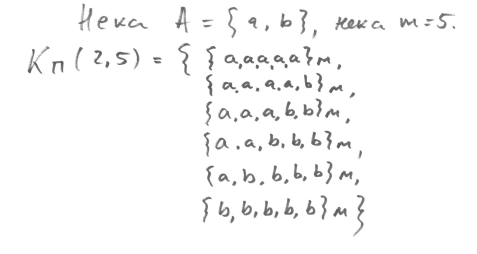 Нека A = {a, b}, нека m=5.
Kп(2,5) = { {a,a,a,a,a}м,
{a,a,a,a,b}м,
{a,a,a,b,b}м,
{a,a,b,b,b}м,
{a,b,b,b,b}м,
{b,b,b,b,b}м}